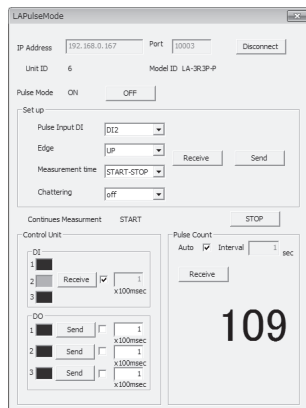 LAPulseMode
IP Address 192.168.0.167 Port 10003 Disconnect
Unit ID 6 Model ID LA-3R3P-P
Pulse Mode ON OFF
Set up
Pulse Input DI DI2
Edge UP
Measurement time START-STOP
Receive Send
Chattering off
Continues Measurment START STOP
Control Unit
DI
1
2 Receive 1
x100msec
3
DO
1 Send 1
x100msec
2 Send 1
x100msec
3 Send 1
x100msec
Pulse Count
Auto Interval 1 sec
Receive
109